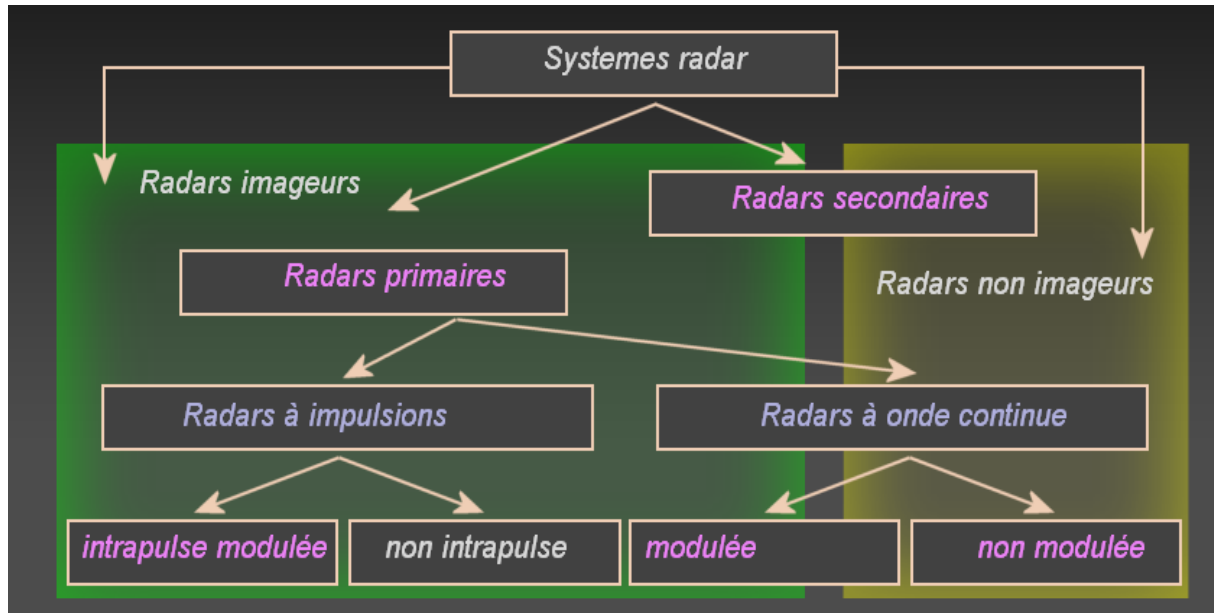 Systemes radar
Radars imageurs
Radars secondaires
Radars primaires
Radars non imageurs
Radars à impulsions
Radars à onde continue
intrapulse modulée
non intrapulse
modulée
non modulée